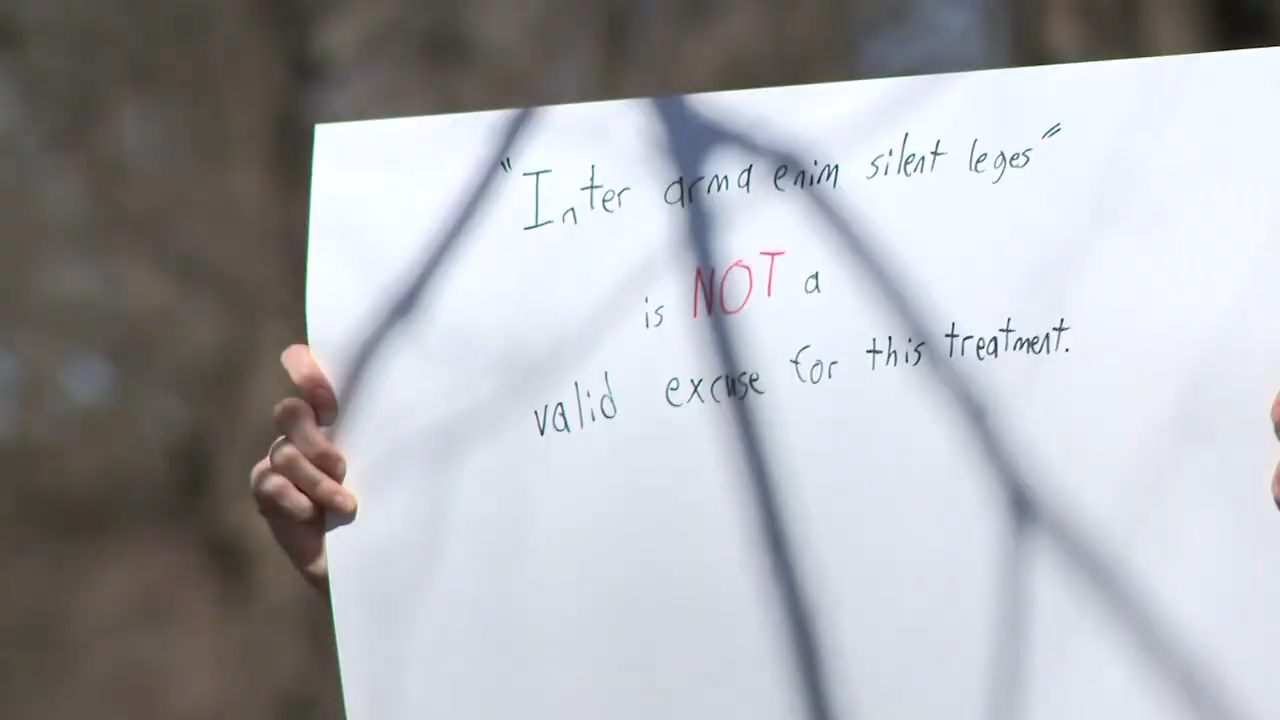 "Inter arma enim silent leges"
is NOT a
valid excuse for this treatment.